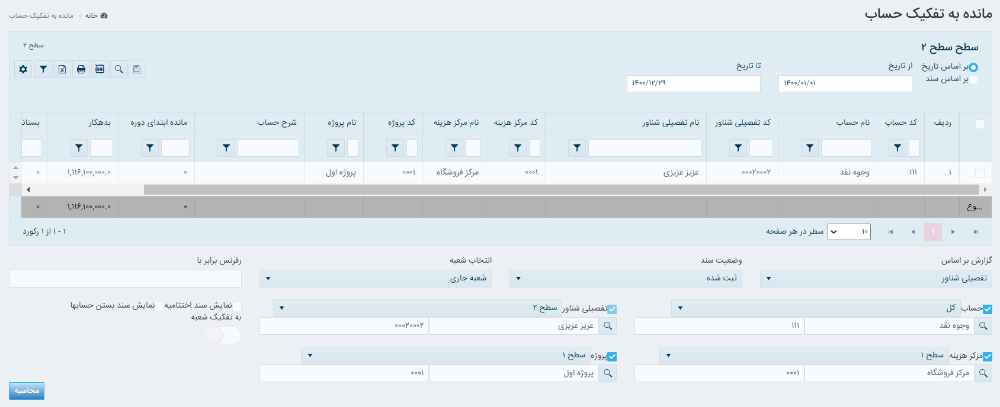 مانده به تفکیک حساب
خانه > مانده به تفکیک حساب
سطح سطح ۲
سطح ۲
بر اساس تاریخ
بر اساس سند
از تاریخ
۱۴۰۰/۰۱/۰۱
تا تاریخ
۱۴۰۰/۱۲/۲۹
ردیف کد حساب نام حساب کد تفصیلی شناور نام تفصیلی شناور کد مرکز هزینه نام مرکز هزینه کد پروژه نام پروژه شرح حساب مانده ابتدای دوره بدهکار بستانه
۱ ۱۱۱ وجوه نقد ۰۰۰۲۰۰۰۲ عزیز عزیزی ۰۰۰۱ مرکز فروشگاه ۰۰۰۱ پروژه اول ۰ ۱,۱۱۶,۱۰۰,۰۰۰.۰ ۰
...وع ۰ ۱,۱۱۶,۱۰۰,۰۰۰.۰ ۰
۱
۱۰ سطر در هر صفحه
۱ - ۱ از ۱ رکورد
گزارش بر اساس
تفصیلی شناور
وضعیت سند
ثبت شده
انتخاب شعبه
شعبه جاری
رفرنس برابر با
حساب کل
وجوه نقد ۱۱۱
تفصیلی شناور سطح ۲
عزیز عزیزی ۰۰۰۲۰۰۰۲
نمایش سند اختتامیه نمایش سند بستن حسابها
به تفکیک شعبه
مرکز هزینه سطح ۱
مرکز فروشگاه ۰۰۰۱
پروژه سطح ۱
پروژه اول ۰۰۰۱
محاسبه